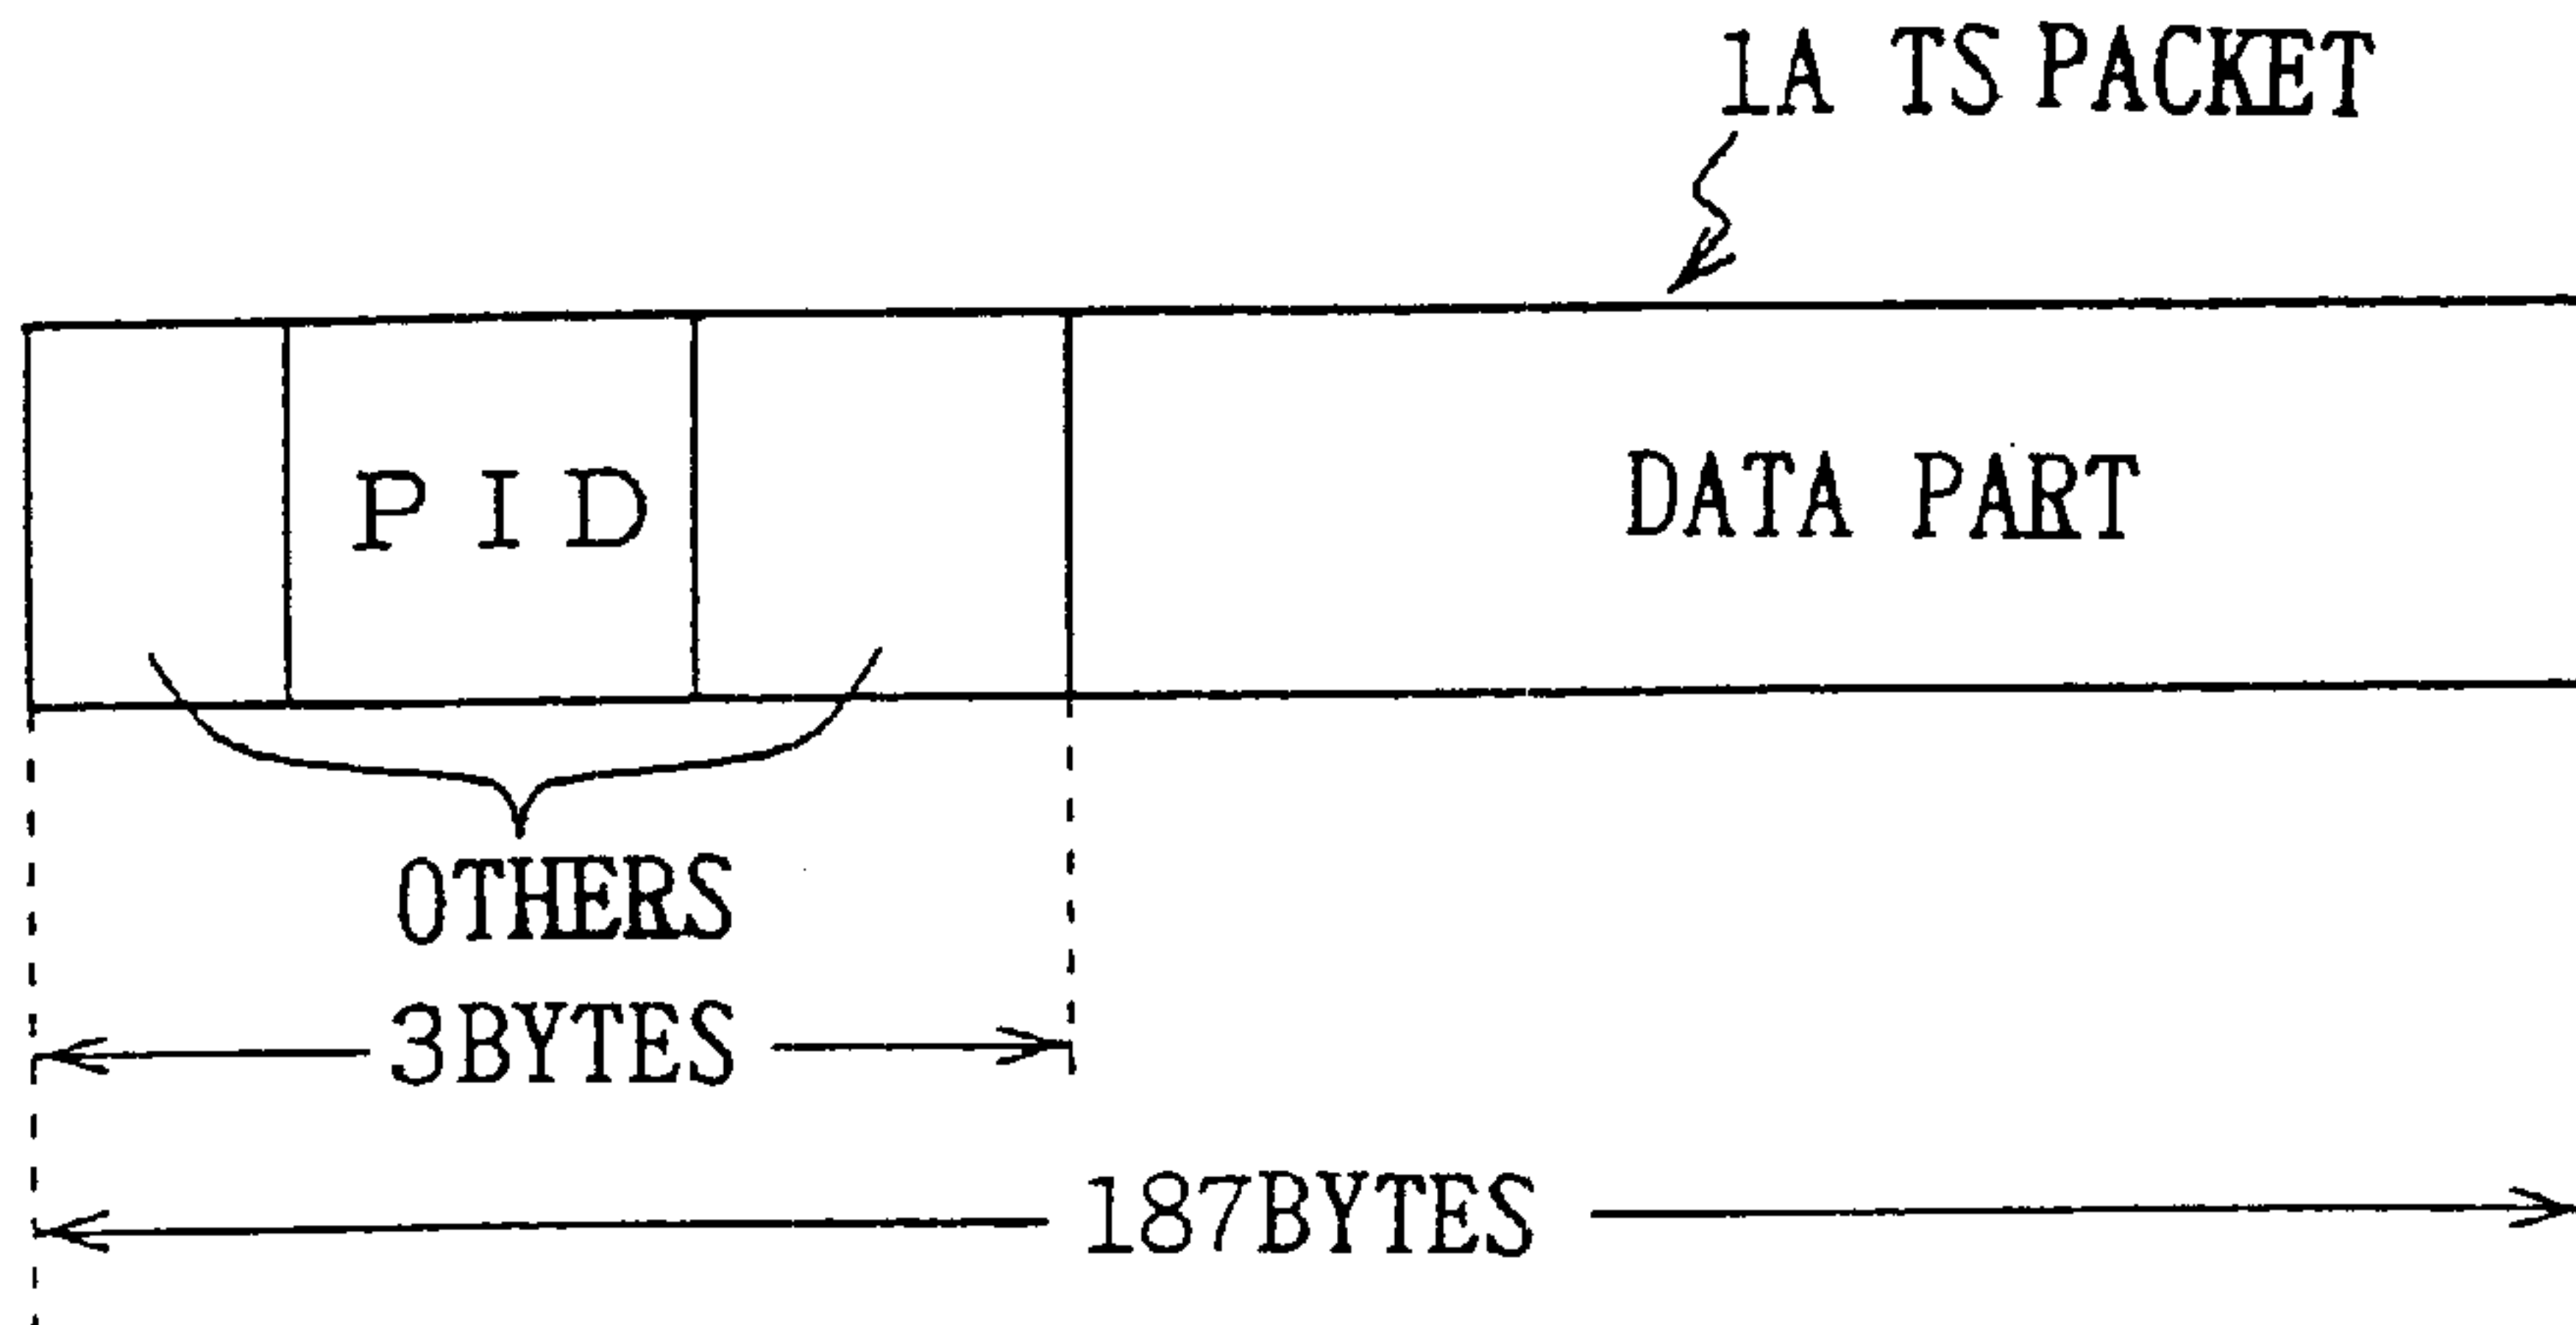 1A TS PACKET
PID
DATA PART
OTHERS
3BYTES
187BYTES